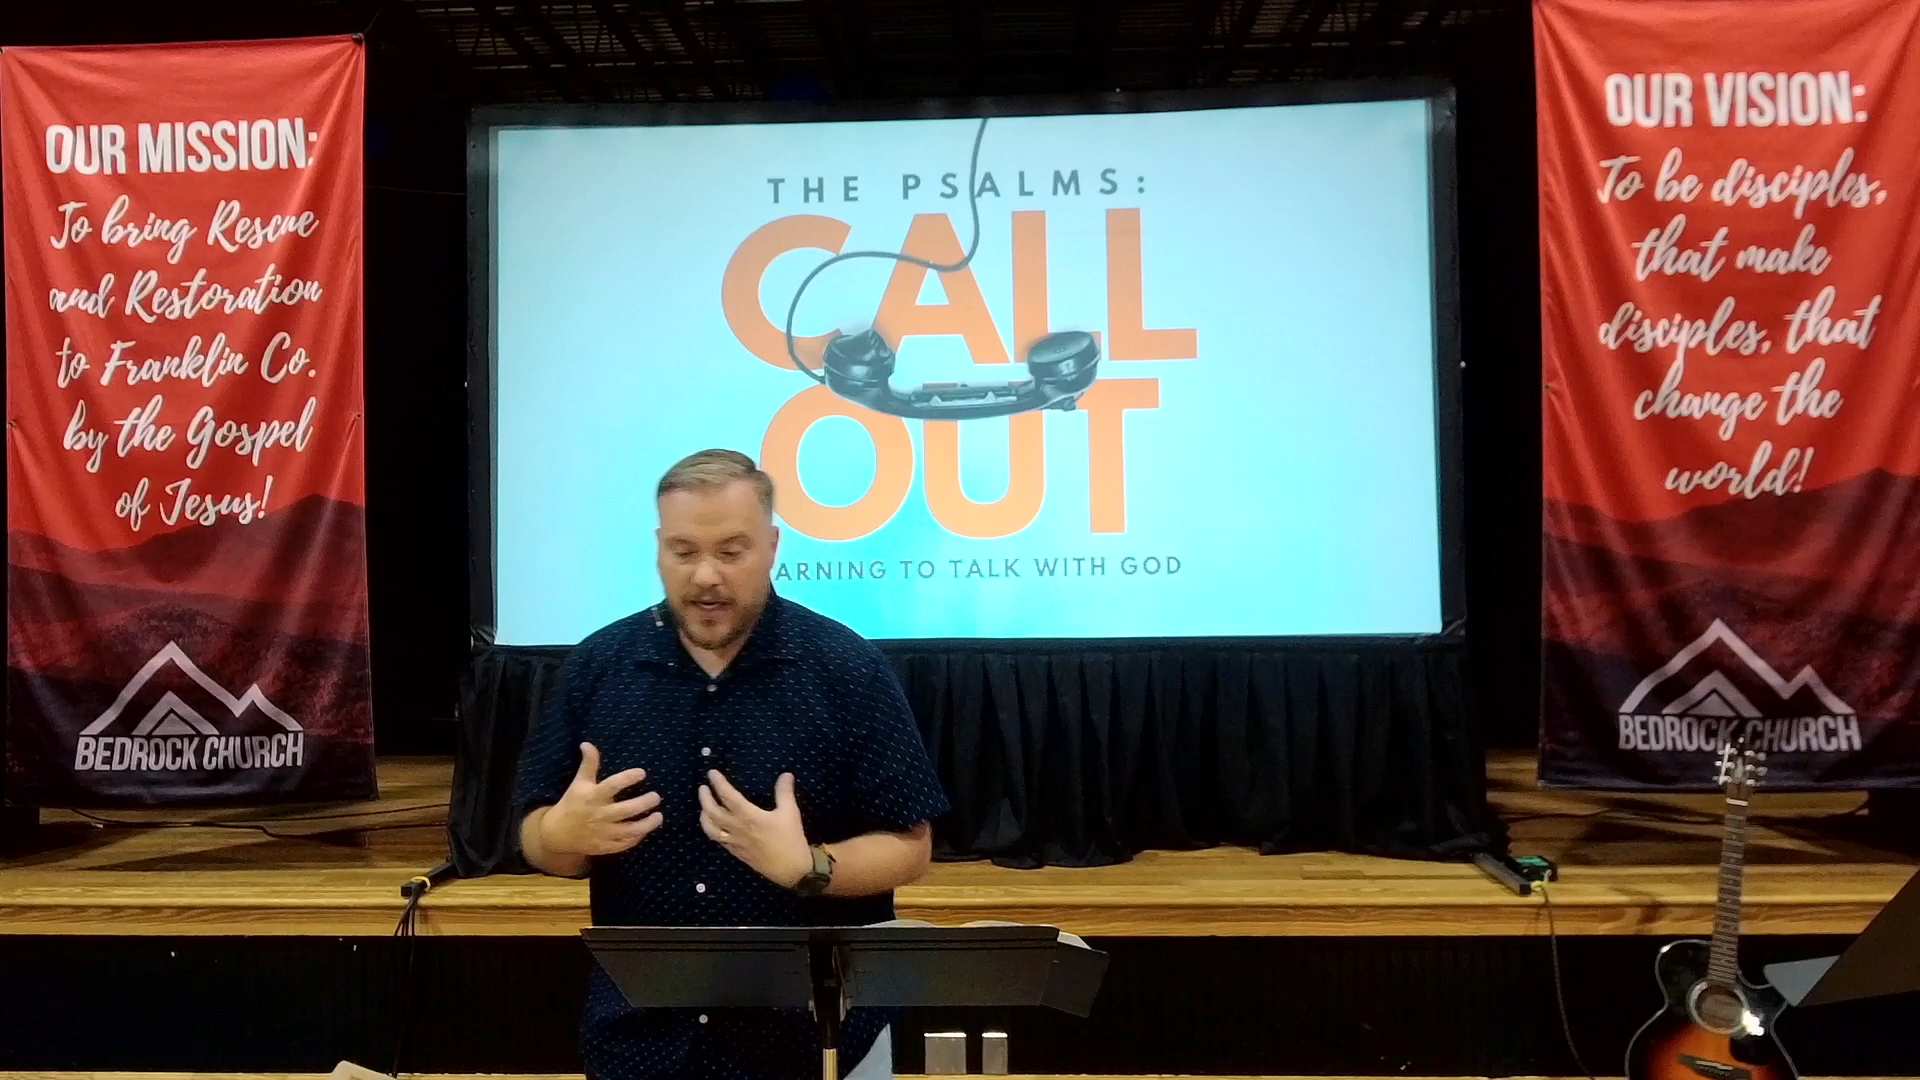 OUR MISSION:
To bring Rescue
and Restoration
to Franklin Co.
by the Gospel
of Jesus!
BEDROCK CHURCH
THE PSALMS:
CALL
OUT
ARNING TO TALK WITH GOD
OUR VISION:
To be disciples,
that make
disciples, that
change the
world!
BEDROCK CHURCH